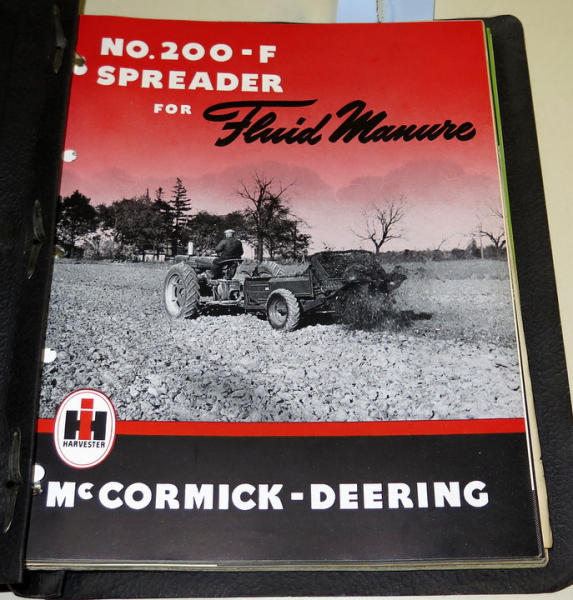 NO. 200-F
SPREADER
FOR Fluid Manure
IH
HARVESTER
McCORMICK-DEERING